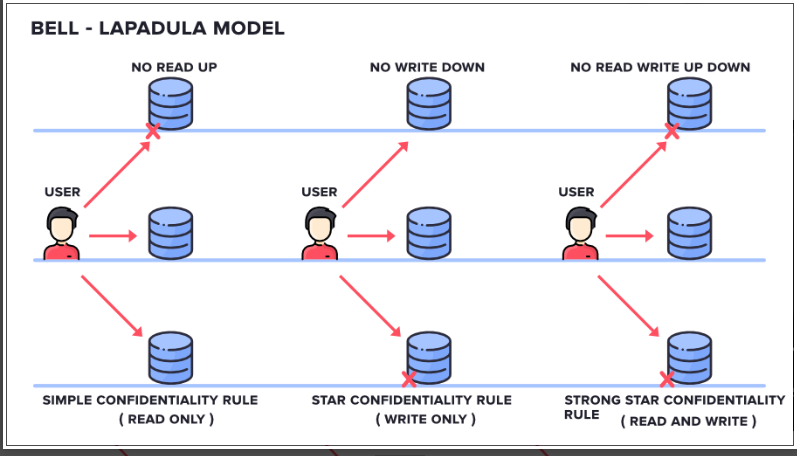 BELL - LAPADULA MODEL
NO READ UP
NO WRITE DOWN
NO READ WRITE UP DOWN
USER
USER
USER
SIMPLE CONFIDENTIALITY RULE
( READ ONLY )
STAR CONFIDENTIALITY RULE
( WRITE ONLY )
STRONG STAR CONFIDENTIALITY
RULE ( READ AND WRITE )